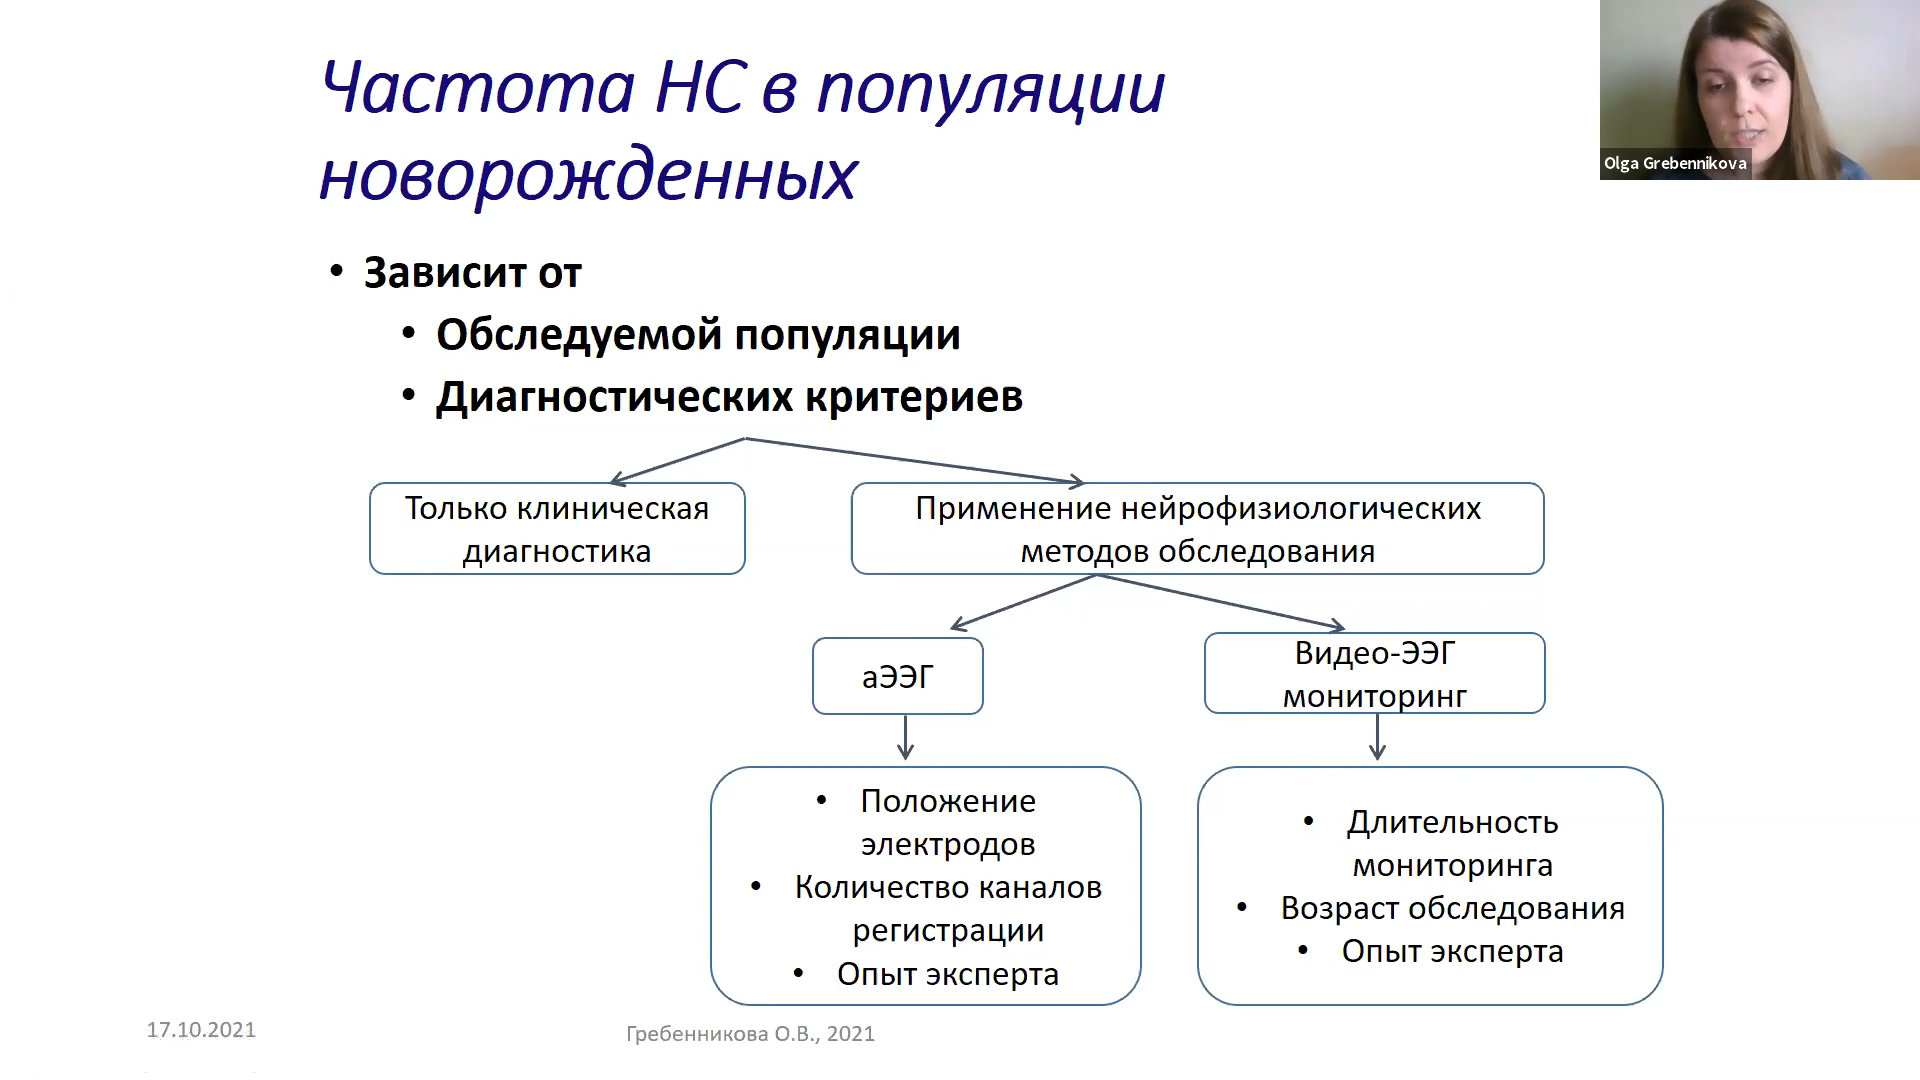 Частота НС в популяции
новорожденных
Olga Grebennikova
• Зависит от
• Обследуемой популяции
• Диагностических критериев
Только клиническая
диагностика
Применение нейрофизиологических
методов обследования
аЭЭГ
Видео-ЭЭГ
мониторинг
• Положение
электродов
• Количество каналов
регистрации
• Опыт эксперта
• Длительность
мониторинга
• Возраст обследования
• Опыт эксперта
17.10.2021
Гребенникова О.В., 2021